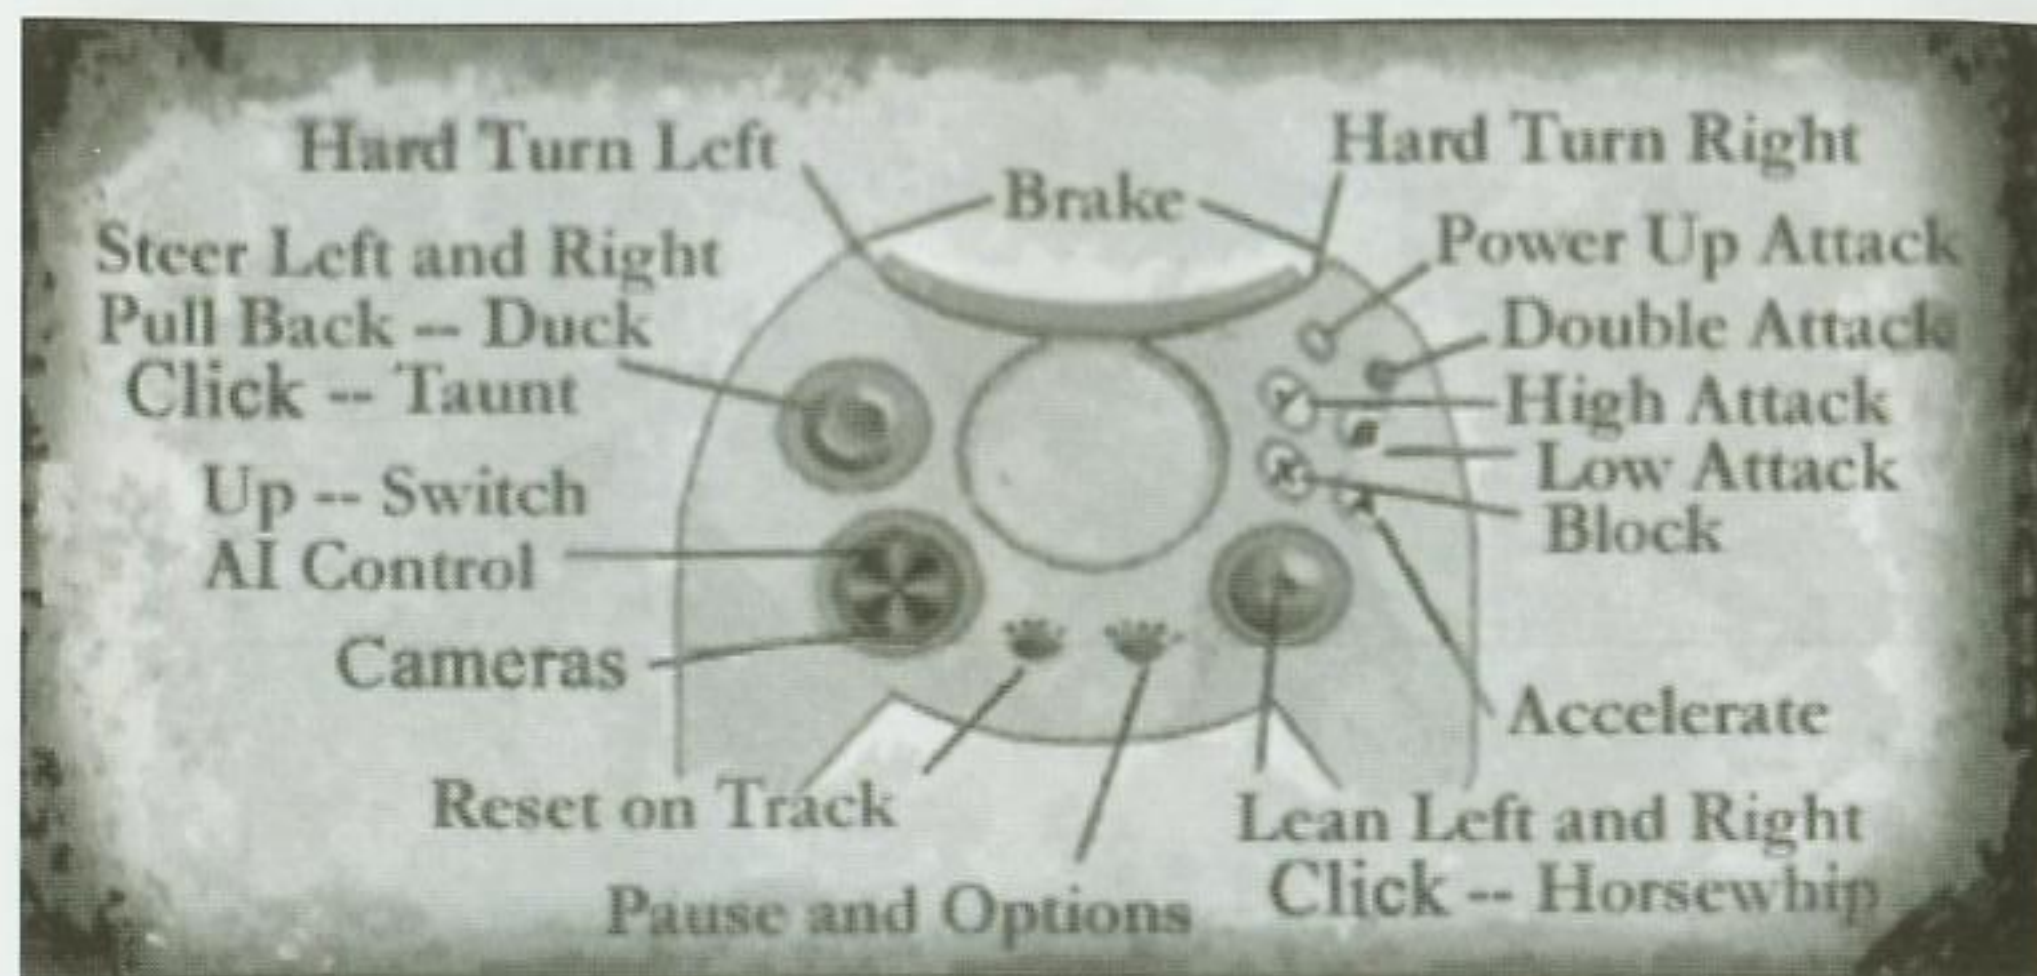 Hard Turn Left
Brake
Hard Turn Right
Steer Left and Right
Pull Back -- Duck
Click -- Taunt
Power Up Attack
Double Attack
Y
High Attack
B
Low Attack
X
Block
A
Up -- Switch
AI Control
Cameras
Accelerate
Reset on Track
Lean Left and Right
Click -- Horsewhip
Pause and Options